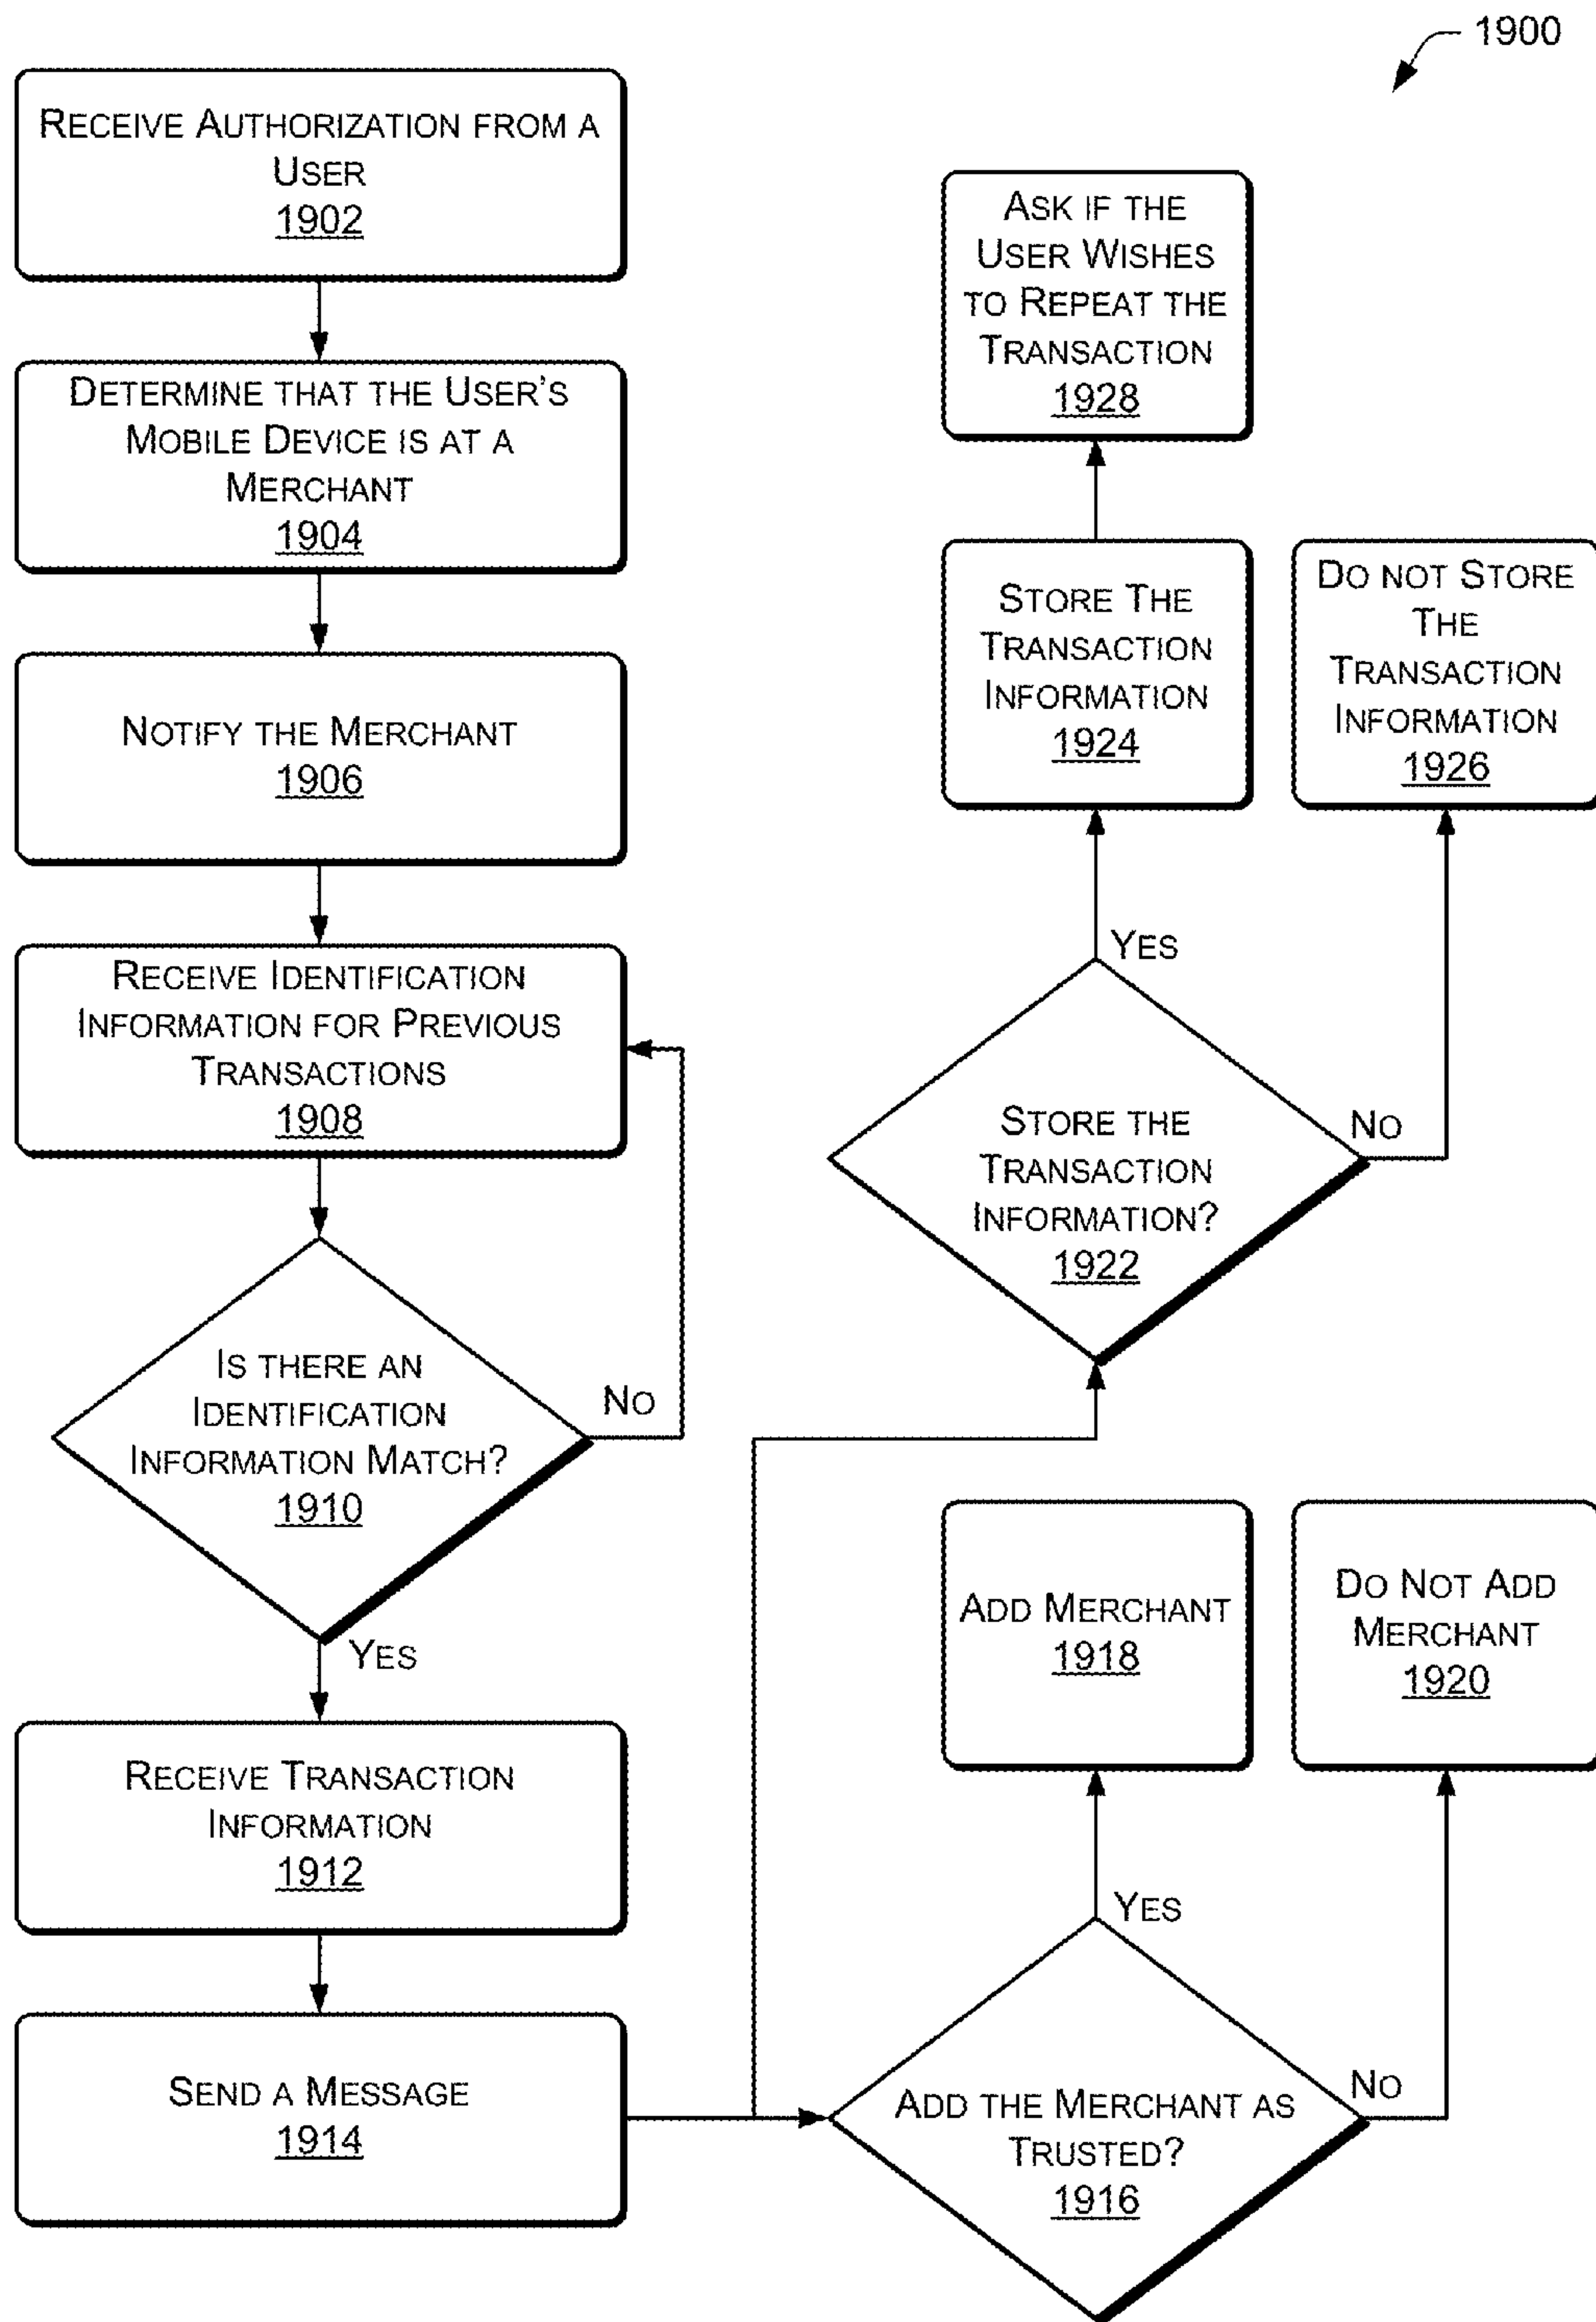 1900
RECEIVE AUTHORIZATION FROM A
USER
1902
DETERMINE THAT THE USER'S
MOBILE DEVICE IS AT A
MERCHANT
1904
NOTIFY THE MERCHANT
1906
RECEIVE IDENTIFICATION
INFORMATION FOR PREVIOUS
TRANSACTIONS
1908
IS THERE AN
IDENTIFICATION
INFORMATION MATCH?
1910
NO
YES
RECEIVE TRANSACTION
INFORMATION
1912
SEND A MESSAGE
1914
ADD THE MERCHANT AS
TRUSTED?
1916
YES
NO
ADD MERCHANT
1918
DO NOT ADD
MERCHANT
1920
STORE THE
TRANSACTION
INFORMATION?
1922
YES
NO
STORE THE
TRANSACTION
INFORMATION
1924
DO NOT STORE
THE
TRANSACTION
INFORMATION
1926
ASK IF THE
USER WISHES
TO REPEAT THE
TRANSACTION
1928